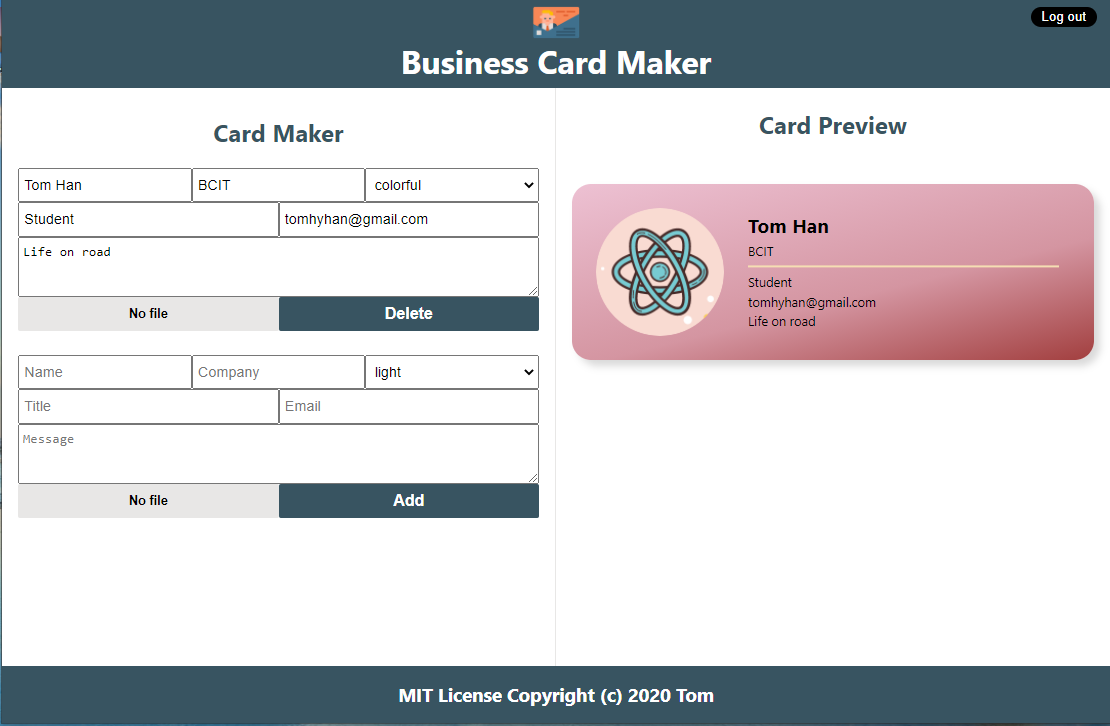 Log out
Business Card Maker
Card Maker
Tom Han BCIT colorful
Student tomhyhan@gmail.com
Life on road
No file Delete
Name Company light
Title Email
Message
No file Add
Card Preview
Tom Han
BCIT
Student
tomhyhan@gmail.com
Life on road
MIT License Copyright (c) 2020 Tom